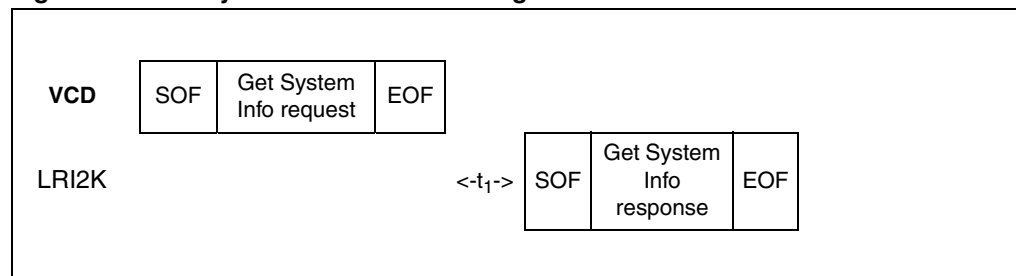 VCD SOF Get System Info request EOF
LRI2K <-t₁-> SOF Get System Info response EOF